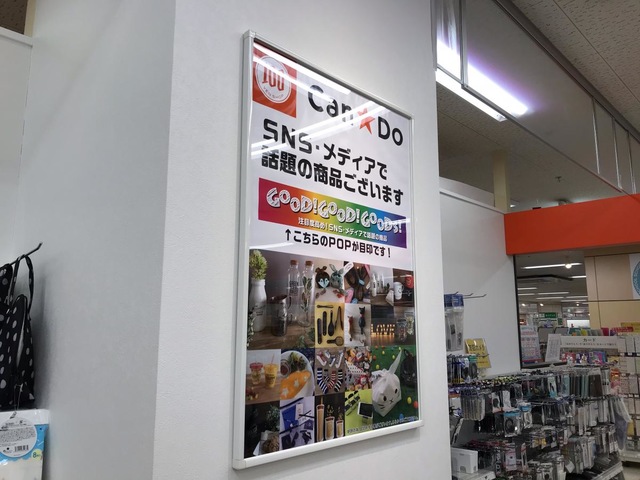 100
Can★Do
SNS・メディアで
話題の商品ございます
GOOD!GOOD!GOODs!
注目度高め!SNS・メディアで話題の商品
↑こちらのPOPが目印です!